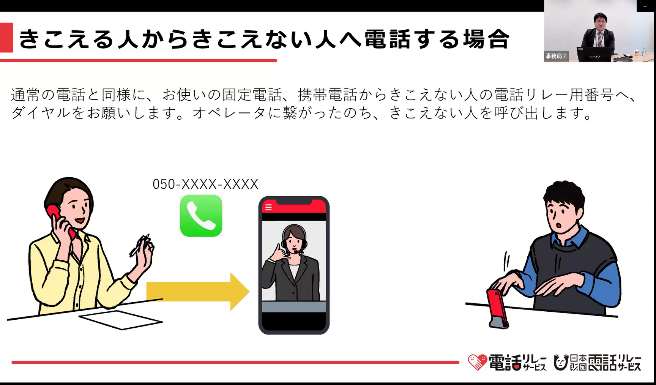 きこえる人からきこえない人へ電話する場合
通常の電話と同様に、お使いの固定電話、携帯電話からきこえない人の電話リレー用番号へ、
ダイヤルをお願いします。オペレータに繋がったのち、きこえない人を呼び出します。
050-XXXX-XXXX
電話リレーサービス
日本財団電話リレーサービス